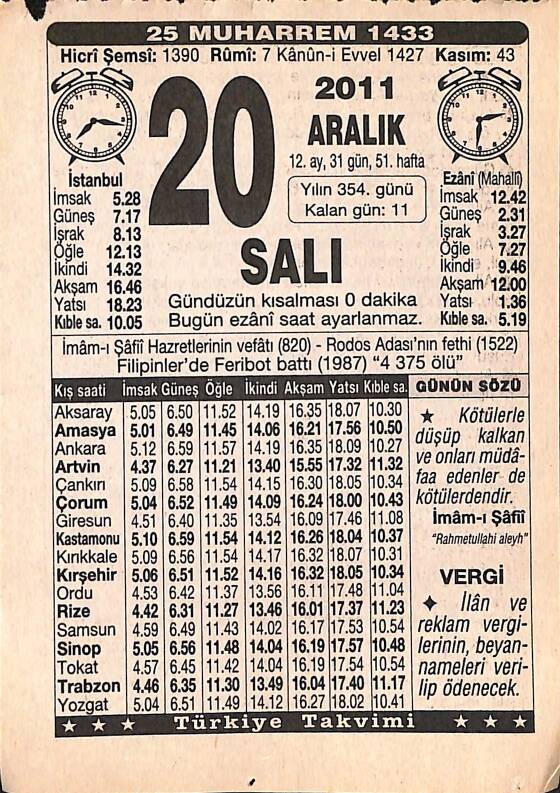 25 MUHARREM 1433
Hicrî Şemsî: 1390 Rûmî: 7 Kânûn-i Evvel 1427 Kasım: 43
20
2011
ARALIK
12. ay, 31 gün, 51. hafta
Yılın 354. günü
Kalan gün: 11
SALI
Gündüzün kısalması 0 dakika
Bugün ezânî saat ayarlanmaz.
İstanbul
İmsak 5.28
Güneş 7.17
İşrak 8.13
Öğle 12.13
İkindi 14.32
Akşam 16.46
Yatsı 18.23
Kıble sa. 10.05
Ezânî (Mahallî)
İmsak 12.42
Güneş 2.31
İşrak 3.27
Öğle 7.27
İkindi 9.46
Akşam 12.00
Yatsı 1.36
Kıble sa. 5.19
İmâm-ı Şâfiî Hazretlerinin vefâtı (820) - Rodos Adası'nın fethi (1522)
Filipinler'de Feribot battı (1987) "4 375 ölü"
Kış saati İmsak Güneş Öğle İkindi Akşam Yatsı Kıble sa.
Aksaray 5.05 6.50 11.52 14.19 16.35 18.07 10.30
Amasya 5.01 6.49 11.45 14.06 16.21 17.56 10.50
Ankara 5.12 6.59 11.57 14.19 16.35 18.09 10.27
Artvin 4.37 6.27 11.21 13.40 15.55 17.32 11.32
Çankırı 5.09 6.58 11.54 14.15 16.30 18.05 10.34
Çorum 5.04 6.52 11.49 14.09 16.24 18.00 10.43
Giresun 4.51 6.40 11.35 13.54 16.09 17.46 11.08
Kastamonu 5.10 6.59 11.54 14.12 16.26 18.04 10.37
Kırıkkale 5.09 6.56 11.54 14.17 16.32 18.07 10.31
Kırşehir 5.06 6.51 11.52 14.16 16.32 18.05 10.34
Ordu 4.53 6.42 11.37 13.56 16.11 17.48 11.04
Rize 4.42 6.31 11.27 13.46 16.01 17.37 11.23
Samsun 4.59 6.49 11.43 14.02 16.17 17.53 10.54
Sinop 5.05 6.56 11.48 14.04 16.19 17.57 10.48
Tokat 4.57 6.45 11.42 14.04 16.19 17.54 10.54
Trabzon 4.46 6.35 11.30 13.49 16.04 17.40 11.17
Yozgat 5.04 6.51 11.49 14.12 16.27 18.02 10.41
GÜNÜN SÖZÜ
★ Kötülerle
düşüp kalkan
ve onları müdâ-
faa edenler de
kötülerdendir.
İmâm-ı Şâfiî
"Rahmetullahi aleyh"
VERGİ
✦ İlân ve
reklam vergi-
lerinin, beyan-
nameleri veri-
lip ödenecek.
★ ★ ★ Türkiye Takvimi ★ ★ ★